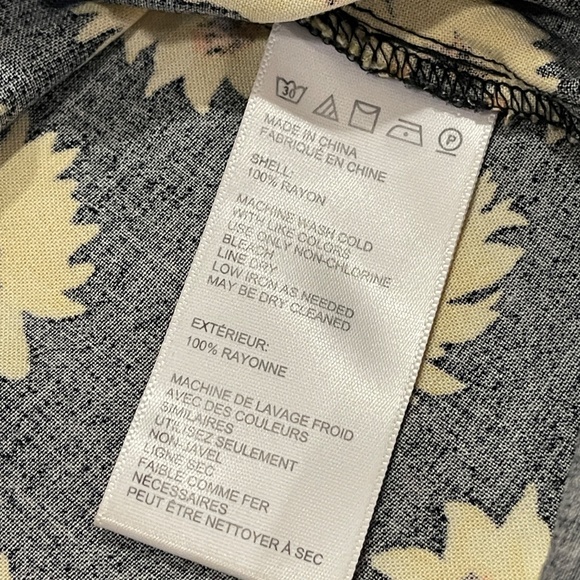 30
P
MADE IN CHINA
FABRIQUÉ EN CHINE
SHELL:
100% RAYON
MACHINE WASH COLD
WITH LIKE COLORS
USE ONLY NON-CHLORINE
BLEACH
LINE DRY
LOW IRON AS NEEDED
MAY BE DRY CLEANED
EXTÉRIEUR:
100% RAYONNE
MACHINE DE LAVAGE FROID
AVEC DES COULEURS
SIMILAIRES
UTILISEZ SEULEMENT
NON-JAVEL
LIGNE SEC
FAIBLE COMME FER
NÉCESSAIRES
PEUT ÊTRE NETTOYER À SEC